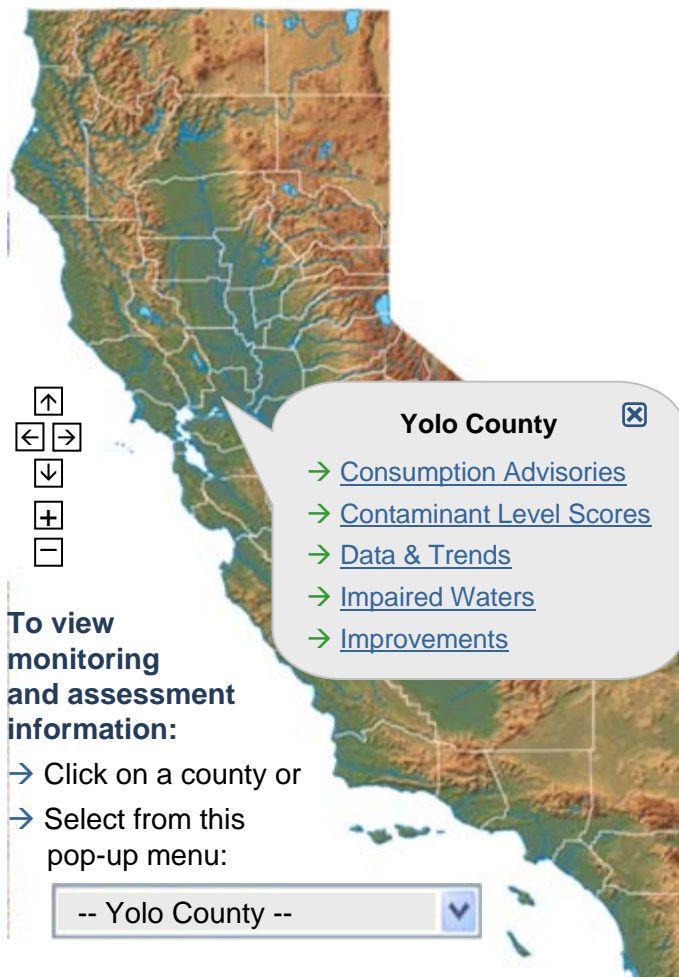 Yolo County
→ Consumption Advisories
→ Contaminant Level Scores
→ Data & Trends
→ Impaired Waters
→ Improvements
To view
monitoring
and assessment
information:
→ Click on a county or
→ Select from this
pop-up menu:
-- Yolo County --